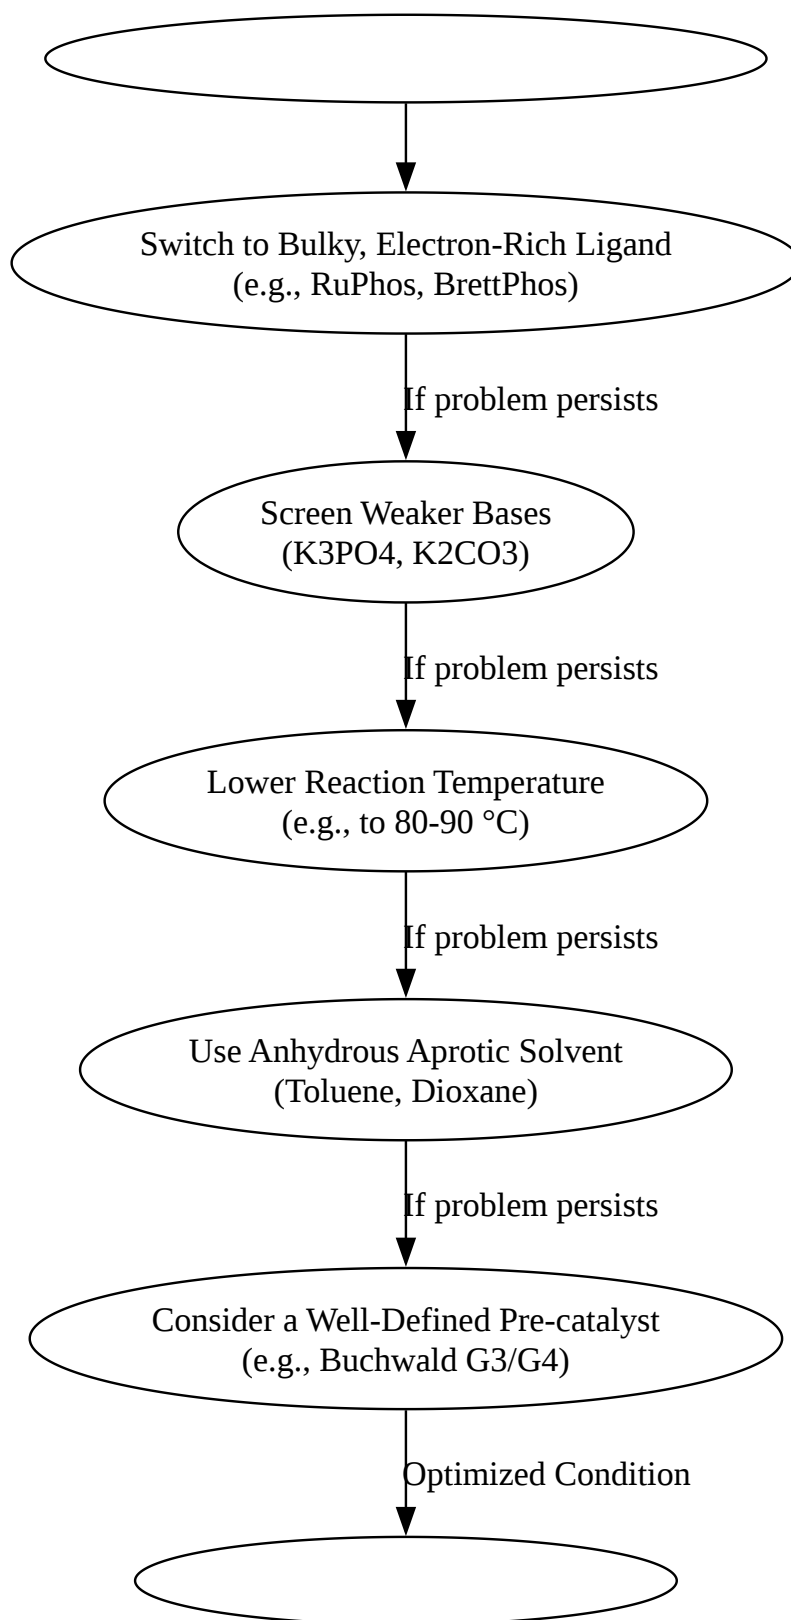 Switch to Bulky, Electron-Rich Ligand
(e.g., RuPhos, BrettPhos)
If problem persists
Screen Weaker Bases
(K3PO4, K2CO3)
If problem persists
Lower Reaction Temperature
(e.g., to 80-90 °C)
If problem persists
Use Anhydrous Aprotic Solvent
(Toluene, Dioxane)
If problem persists
Consider a Well-Defined Pre-catalyst
(e.g., Buchwald G3/G4)
Optimized Condition